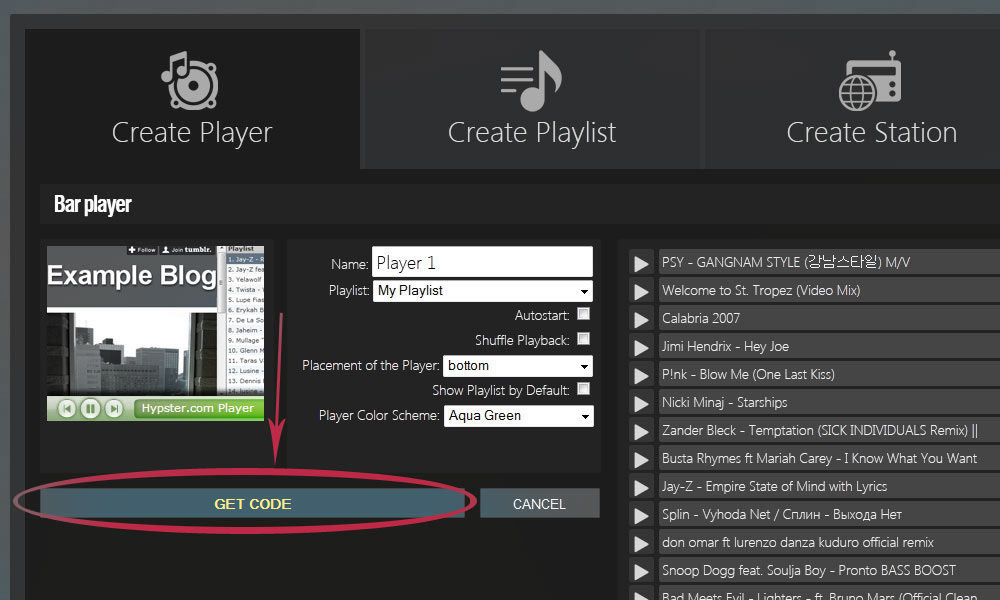 Create Player
Create Playlist
Create Station
Bar player
Follow Join tumblr.
Example Blog
Playlist
1. Jay-Z - R
2. Jay-Z fea
3. Yelawolf
4. Twista -
5. Lupe Fias
6. Erykah B
7. De La So
8. Jaheim -
9. Mullage
10. Glenn M
11. Taras V
12. Lusine -
13. Dennis
Hypster.com Player
Name: Player 1
Playlist: My Playlist
Autostart:
Shuffle Playback:
Placement of the Player: bottom
Show Playlist by Default:
Player Color Scheme: Aqua Green
GET CODE
CANCEL
PSY - GANGNAM STYLE (강남스타일) M/V
Welcome to St. Tropez (Video Mix)
Calabria 2007
Jimi Hendrix - Hey Joe
P!nk - Blow Me (One Last Kiss)
Nicki Minaj - Starships
Zander Bleck - Temptation (SICK INDIVIDUALS Remix) ||
Busta Rhymes ft Mariah Carey - I Know What You Want
Jay-Z - Empire State of Mind with Lyrics
Splin - Vyhoda Net / Сплин - Выхода Нет
don omar ft lurenzo danza kuduro official remix
Snoop Dogg feat. Soulja Boy - Pronto BASS BOOST
Bad Meets Evil - Lighters - ft. Bruno Mars (Official Clean